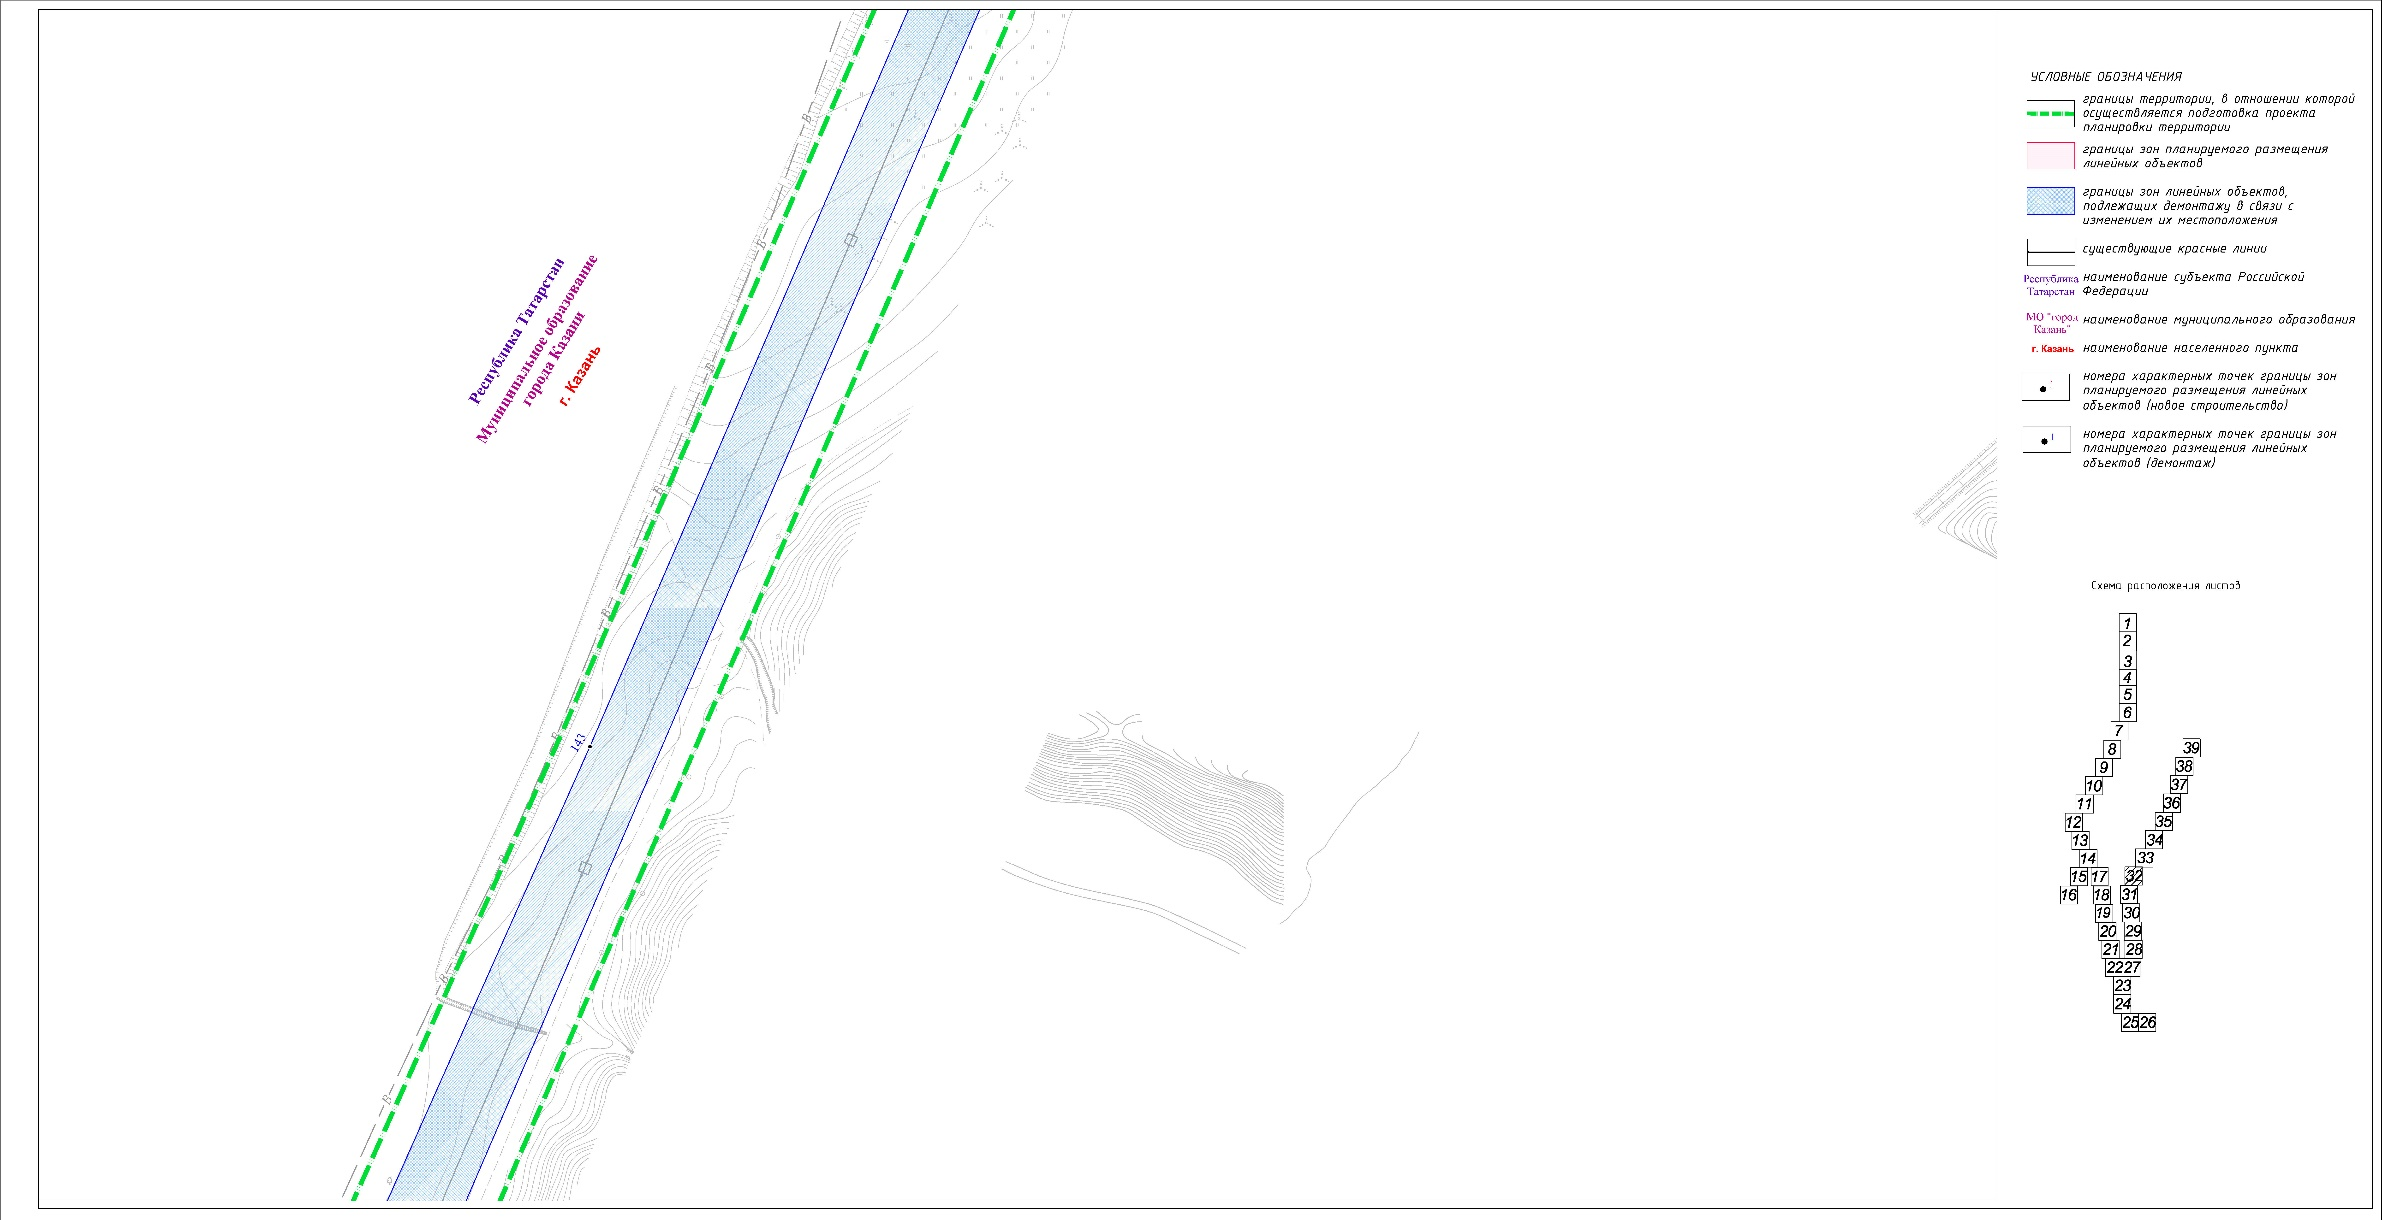 Республика Татарстан
Муниципальное образование
города Казани
г. Казань
В
В
В
В
В
В
В
В
В
143
УСЛОВНЫЕ ОБОЗНАЧЕНИЯ
границы территории, в отношении которой
осуществляется подготовка проекта
планировки территории
границы зон планируемого размещения
линейных объектов
границы зон линейных объектов,
подлежащих демонтажу в связи с
изменением их местоположения
существующие красные линии
Республика
Татарстан
наименование субъекта Российской
Федерации
МО "город
Казань"
наименование муниципального образования
г. Казань
наименование населенного пункта
номера характерных точек границы зон
планируемого размещения линейных
объектов (новое строительство)
1
номера характерных точек границы зон
планируемого размещения линейных
объектов (демонтаж)
Схема расположения листов
1
2
3
4
5
6
7
8
39
9
38
10
37
11
36
12
35
13
34
14
33
15 17 32
16 18 31
19 30
20 29
21 28
22 27
23
24
25 26